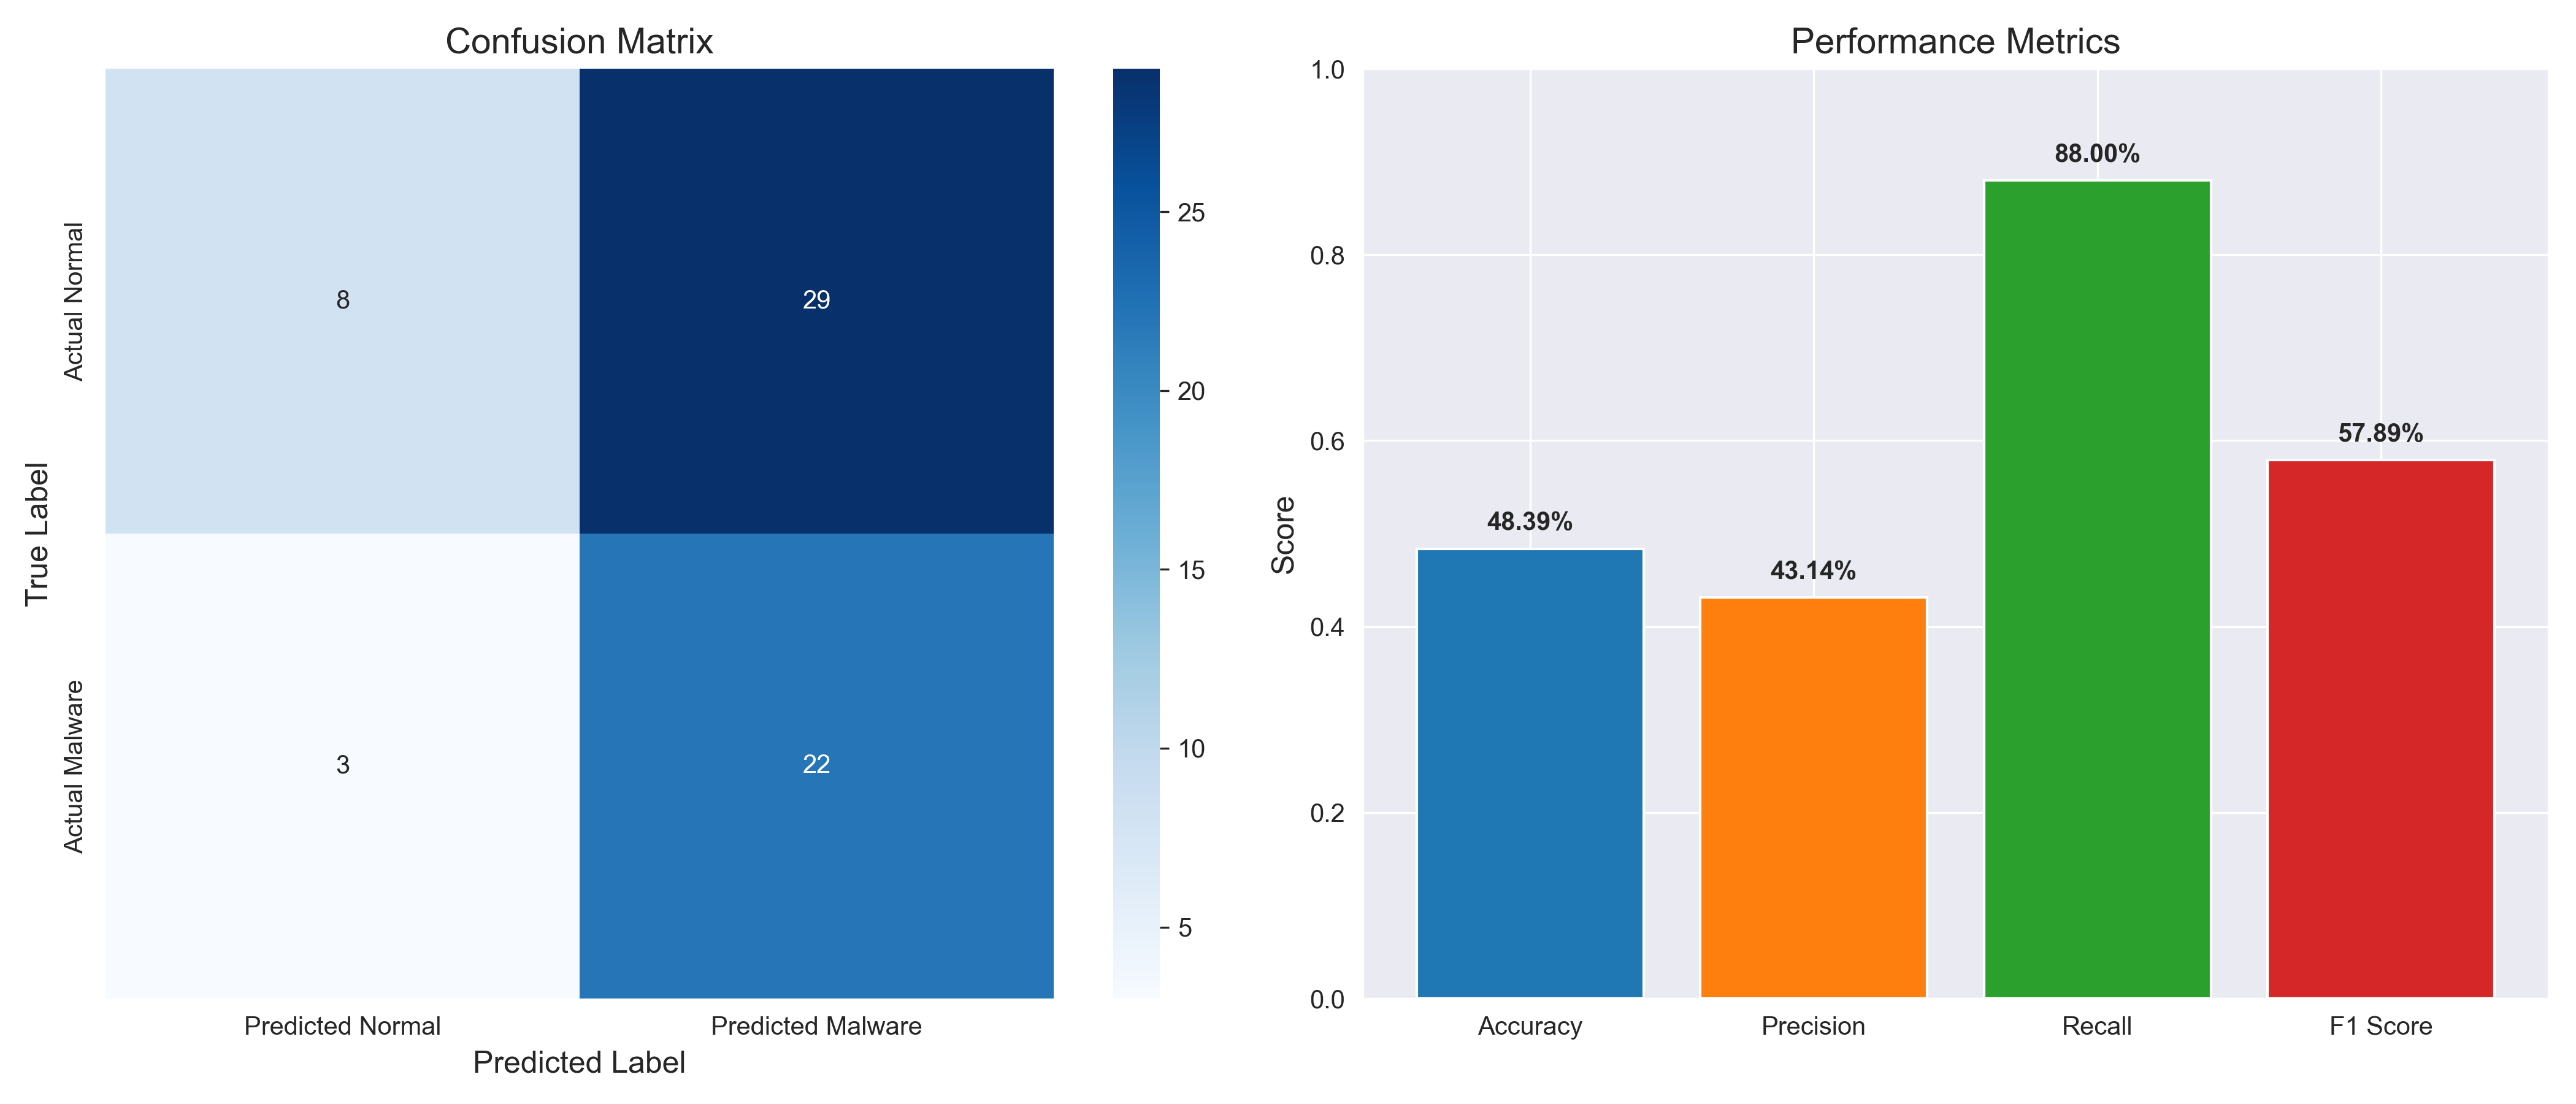 Confusion Matrix
True Label
Actual Normal
Actual Malware
8
29
3
22
Predicted Normal
Predicted Malware
Predicted Label
25
20
15
10
5
Performance Metrics
Score
1.0
0.8
0.6
0.4
0.2
0.0
48.39%
43.14%
88.00%
57.89%
Accuracy
Precision
Recall
F1 Score